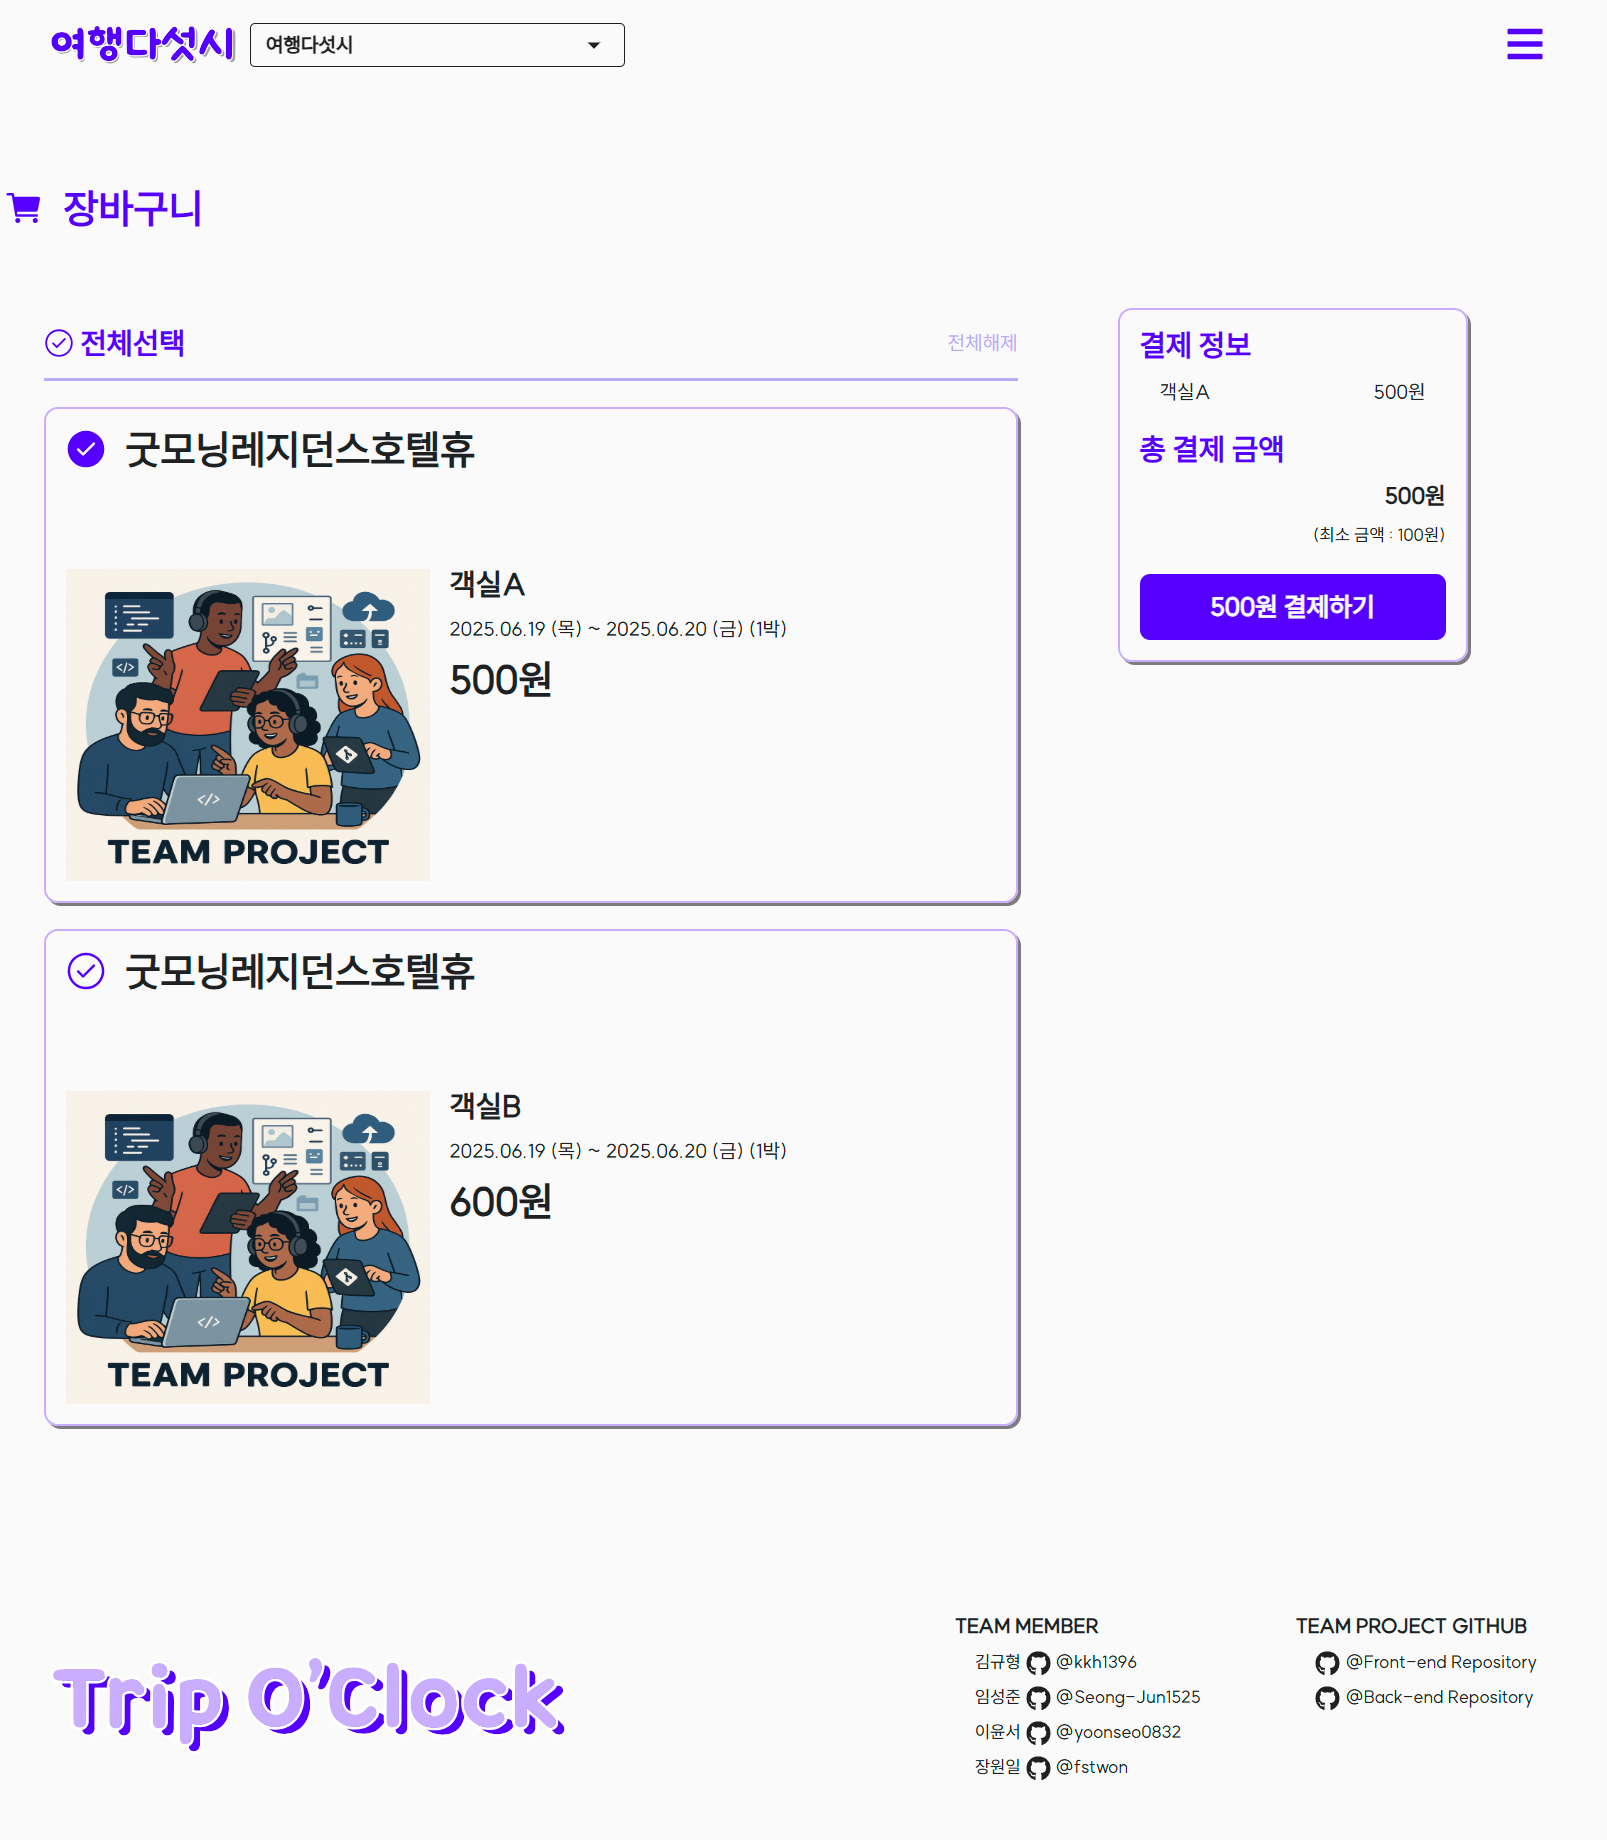 여행다섯시
여행다섯시
장바구니
전체선택
전체해제
굿모닝레지던스호텔휴
객실A
2025.06.19 (목) ~ 2025.06.20 (금) (1박)
500원
</>
</>
TEAM PROJECT
굿모닝레지던스호텔휴
객실B
2025.06.19 (목) ~ 2025.06.20 (금) (1박)
600원
</>
</>
TEAM PROJECT
결제 정보
객실A 500원
총 결제 금액
500원
(최소 금액 : 100원)
500원 결제하기
Trip O'Clock
TEAM MEMBER
김규형 @kkh1396
임성준 @Seong-Jun1525
이윤서 @yoonseo0832
장원일 @fstwon
TEAM PROJECT GITHUB
@Front-end Repository
@Back-end Repository